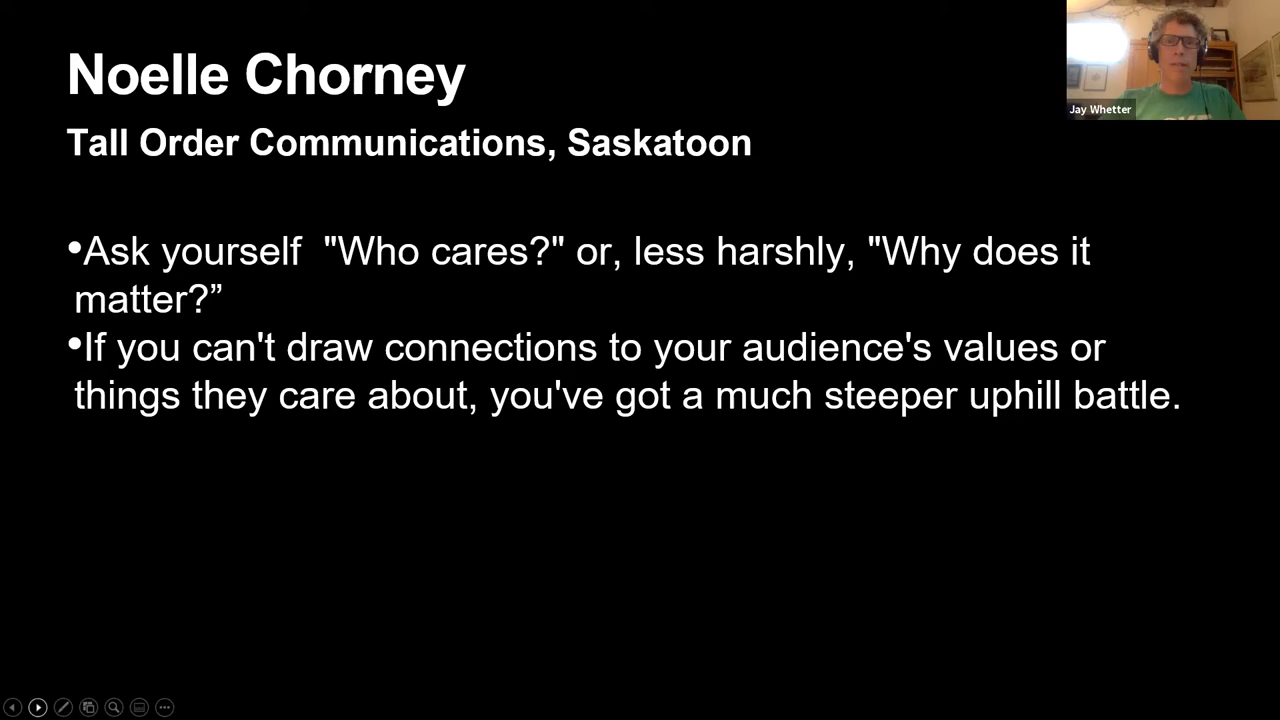 Noelle Chorney
Tall Order Communications, Saskatoon
Jay Whetter
•Ask yourself  "Who cares?" or, less harshly, "Why does it
matter?”
•If you can't draw connections to your audience's values or
things they care about, you've got a much steeper uphill battle.